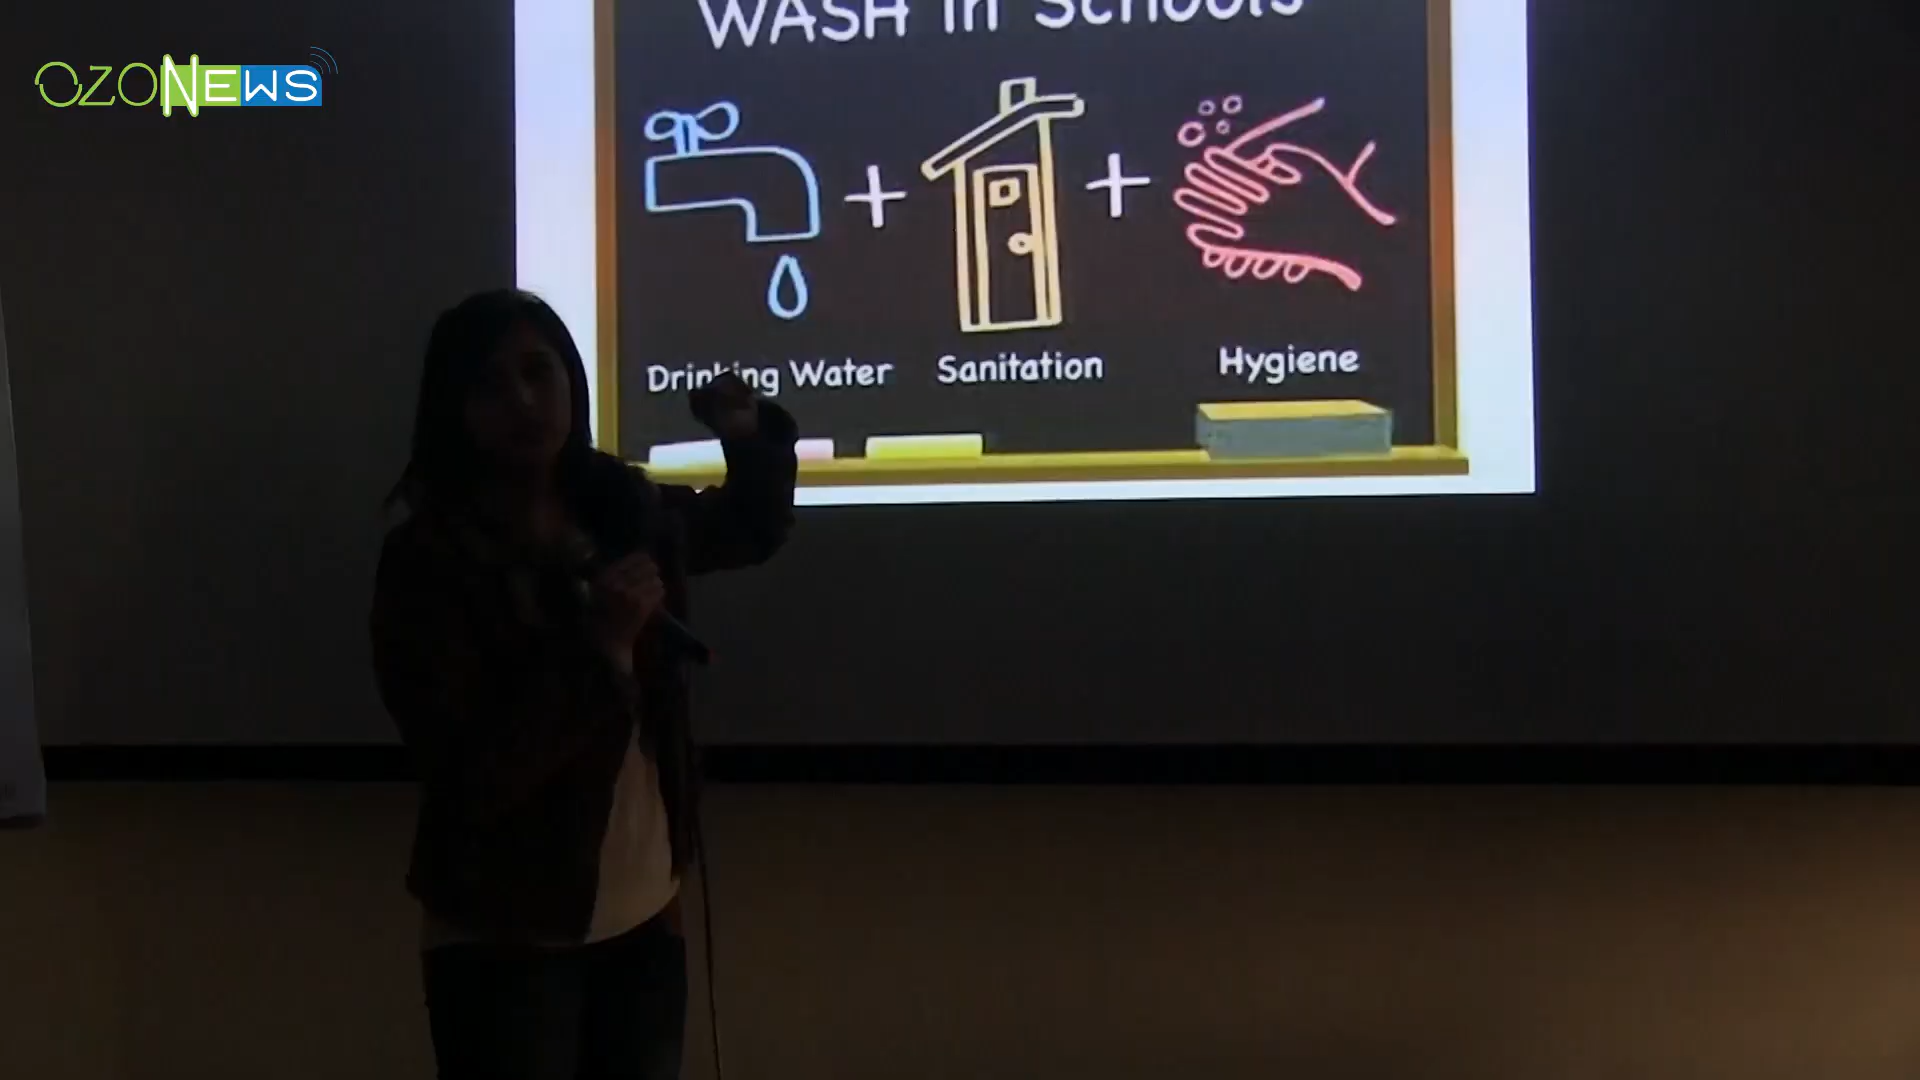 OZONEWS
WASH in Schools
Drinking Water
Sanitation
Hygiene